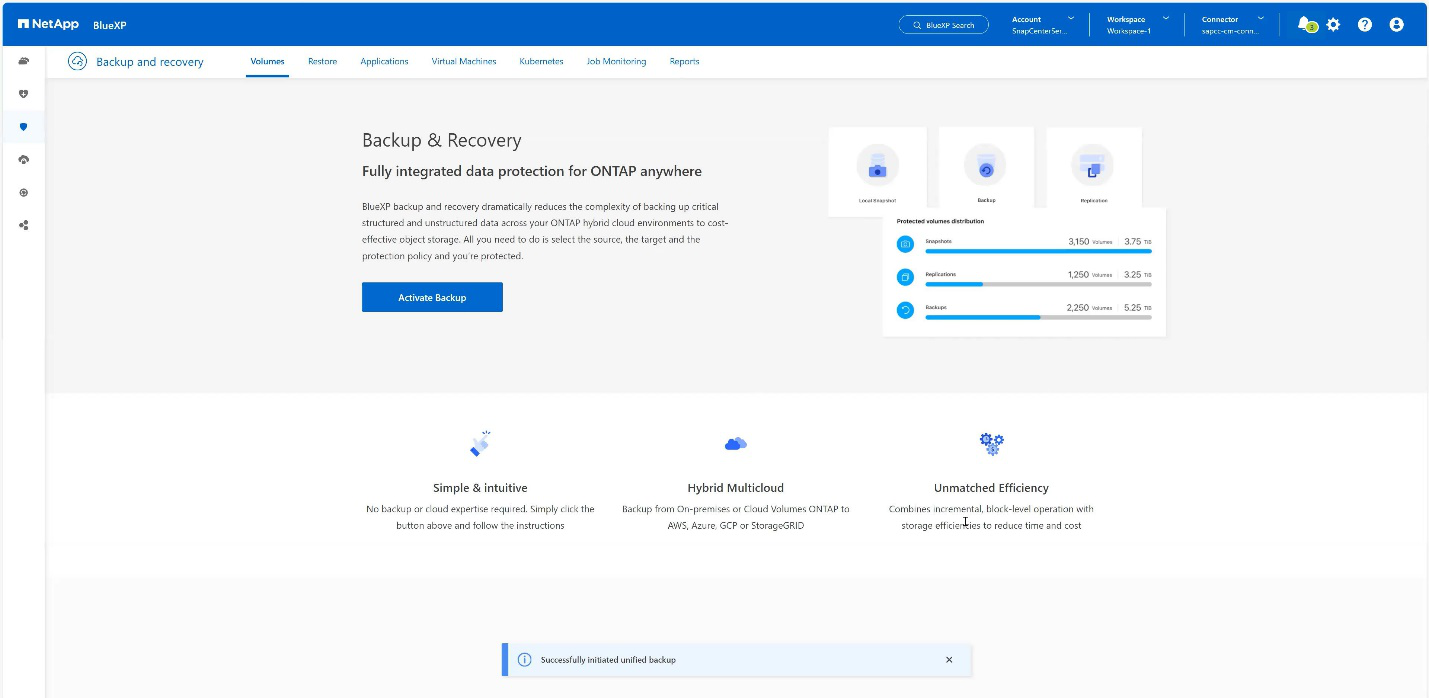 NetApp BlueXP
BlueXP Search
Account
SnapCenterSer...
Workspace
Workspace-1
Connector
sapcc-cm-conn...
3
Backup and recovery
Volumes
Restore
Applications
Virtual Machines
Kubernetes
Job Monitoring
Reports
Backup & Recovery
Fully integrated data protection for ONTAP anywhere
BlueXP backup and recovery dramatically reduces the complexity of backing up critical
structured and unstructured data across your ONTAP hybrid cloud environments to cost-
effective object storage. All you need to do is select the source, the target and the
protection policy and you're protected.
Activate Backup
Local Snapshot
Backup
Replication
Protected volumes distribution
Snapshots 3,150 Volumes 3.75 TiB
Replications 1,250 Volumes 3.25 TiB
Backups 2,250 Volumes 5.25 TiB
Simple & intuitive
No backup or cloud expertise required. Simply click the
button above and follow the instructions
Hybrid Multicloud
Backup from On-premises or Cloud Volumes ONTAP to
AWS, Azure, GCP or StorageGRID
Unmatched Efficiency
Combines incremental, block-level operation with
storage efficiencies to reduce time and cost
Successfully initiated unified backup